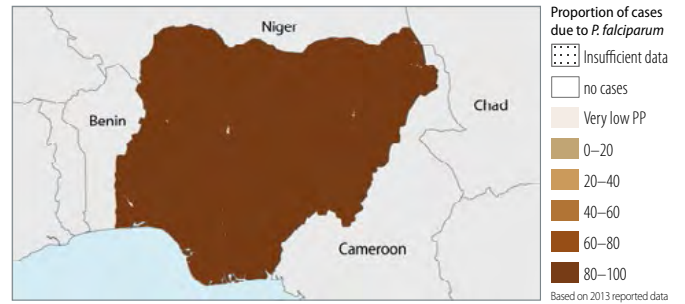 Niger
Benin
Chad
Cameroon
Proportion of cases
due to P. falciparum
Insufficient data
no cases
Very low PP
0–20
20–40
40–60
60–80
80–100
Based on 2013 reported data